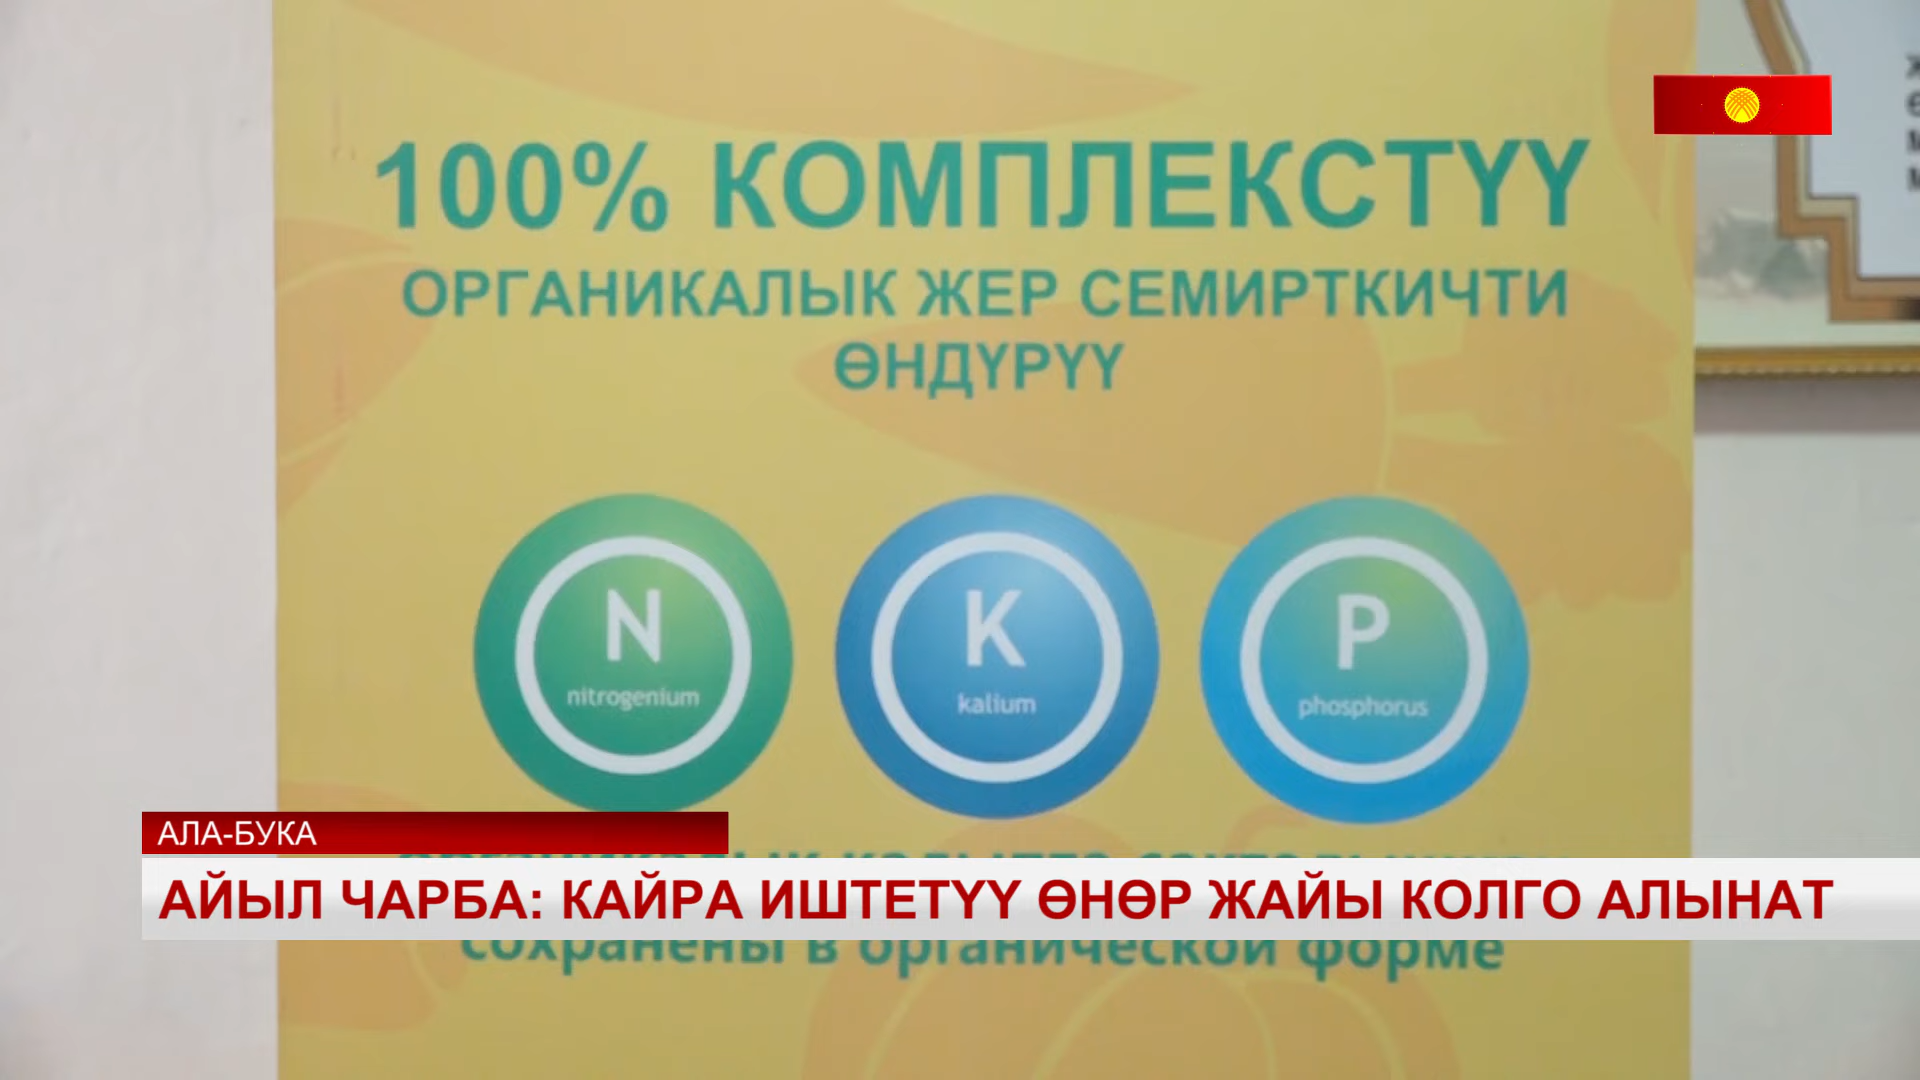 100% КОМПЛЕКСТҮҮ
ОРГАНИКАЛЫК ЖЕР СЕМИРТКИЧТИ
ӨНДҮРҮҮ
N
nitrogenium
K
kalium
P
phosphorus
АЛА-БУКА
АЙЫЛ ЧАРБА: КАЙРА ИШТЕТҮҮ ӨНӨР ЖАЙЫ КОЛГО АЛЫНАТ
сохранены в органической форме